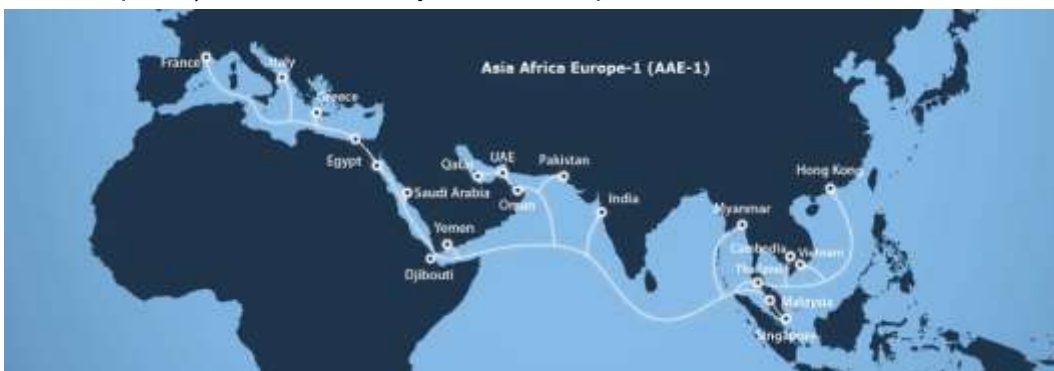 Asia Africa Europe-1 (AAE-1)
France
Italy
Greece
Egypt
Qatar
UAE
Pakistan
Saudi Arabia
Oman
India
Hong Kong
Myanmar
Yemen
Djibouti
Cambodia
Vietnam
Thailand
Malaysia
Singapore